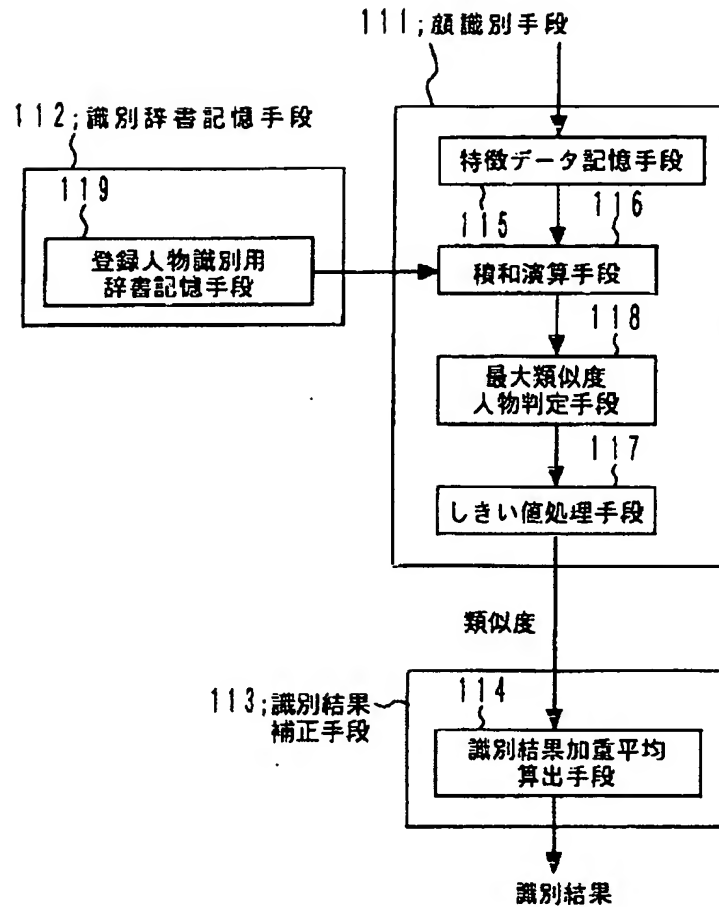 111;顔識別手段
112;識別辞書記憶手段
119
登録人物識別用
辞書記憶手段
特徴データ記憶手段
115
116
積和演算手段
118
最大類似度
人物判定手段
117
しきい値処理手段
類似度
113;識別結果
補正手段
114
識別結果加重平均
算出手段
識別結果